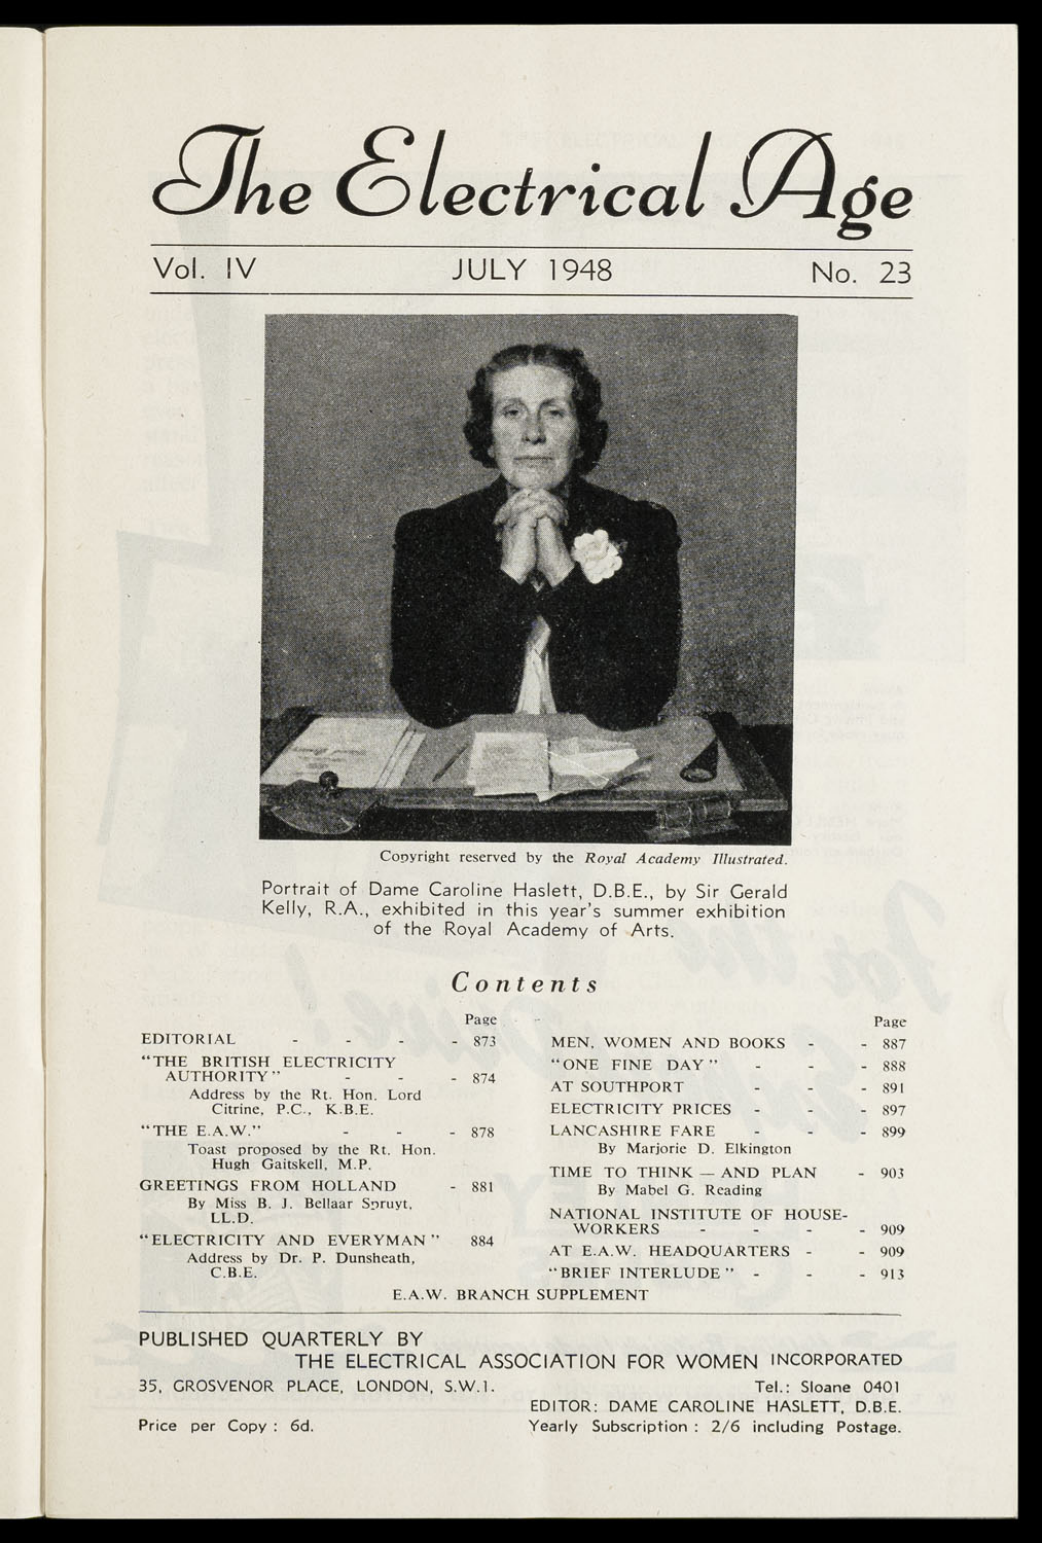 The Electrical Age
Vol. IV JULY 1948 No. 23
Copyright reserved by the Royal Academy Illustrated.
Portrait of Dame Caroline Haslett, D.B.E., by Sir Gerald
Kelly, R.A., exhibited in this year's summer exhibition
of the Royal Academy of Arts.
Contents
Page
EDITORIAL - - - - 873
"THE BRITISH ELECTRICITY
AUTHORITY" - - - 874
Address by the Rt. Hon. Lord
Citrine, P.C., K.B.E.
"THE E.A.W." - - - 878
Toast proposed by the Rt. Hon.
Hugh Gaitskell, M.P.
GREETINGS FROM HOLLAND - 881
By Miss B. J. Bellaar Spruyt,
LL.D.
"ELECTRICITY AND EVERYMAN" 884
Address by Dr. P. Dunsheath,
C.B.E.
Page
MEN, WOMEN AND BOOKS - - 887
"ONE FINE DAY" - - - 888
AT SOUTHPORT - - - 891
ELECTRICITY PRICES - - - 897
LANCASHIRE FARE - - - 899
By Marjorie D. Elkington
TIME TO THINK — AND PLAN - 903
By Mabel G. Reading
NATIONAL INSTITUTE OF HOUSE-
WORKERS - - - - 909
AT E.A.W. HEADQUARTERS - - 909
"BRIEF INTERLUDE" - - - 913
E.A.W. BRANCH SUPPLEMENT
PUBLISHED QUARTERLY BY
THE ELECTRICAL ASSOCIATION FOR WOMEN INCORPORATED
35, GROSVENOR PLACE, LONDON, S.W.1. Tel.: Sloane 0401
EDITOR: DAME CAROLINE HASLETT, D.B.E.
Price per Copy: 6d. Yearly Subscription: 2/6 including Postage.